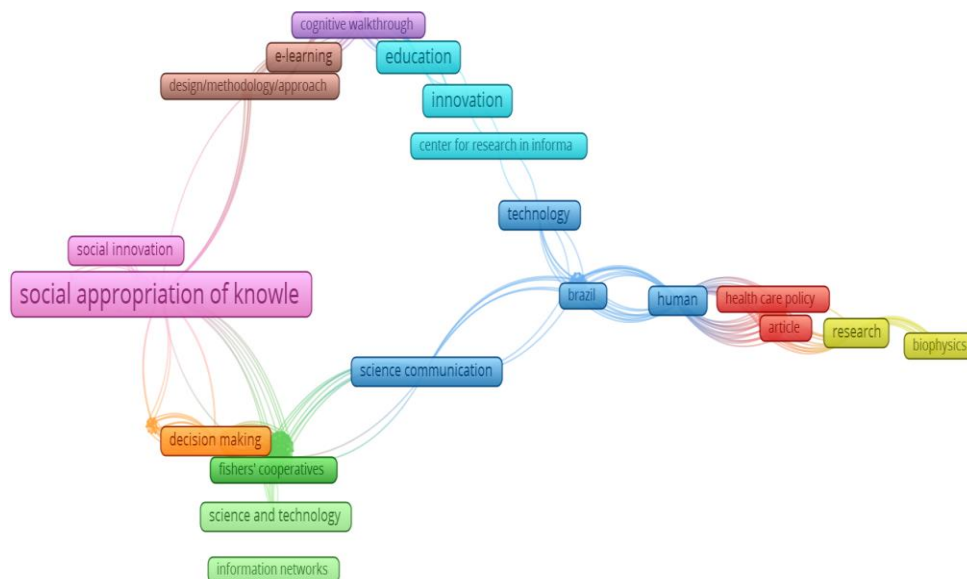 cognitive walkthrough
e-learning
education
design/methodology/approach
innovation
center for research in informa
technology
social innovation
social appropriation of knowle
brazil
human
health care policy
article
research
biophysics
science communication
decision making
fishers' cooperatives
science and technology
information networks